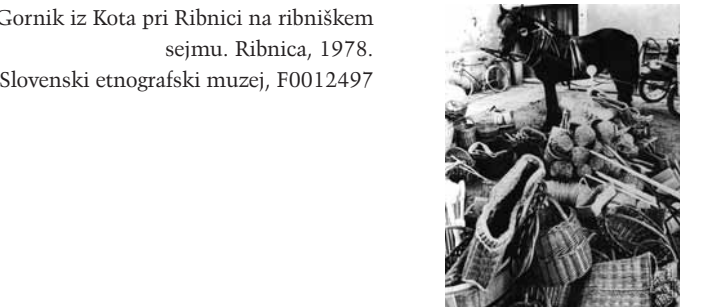 Gornik iz Kota pri Ribnici na ribniškem
sejmu. Ribnica, 1978.
Slovenski etnografski muzej, F0012497